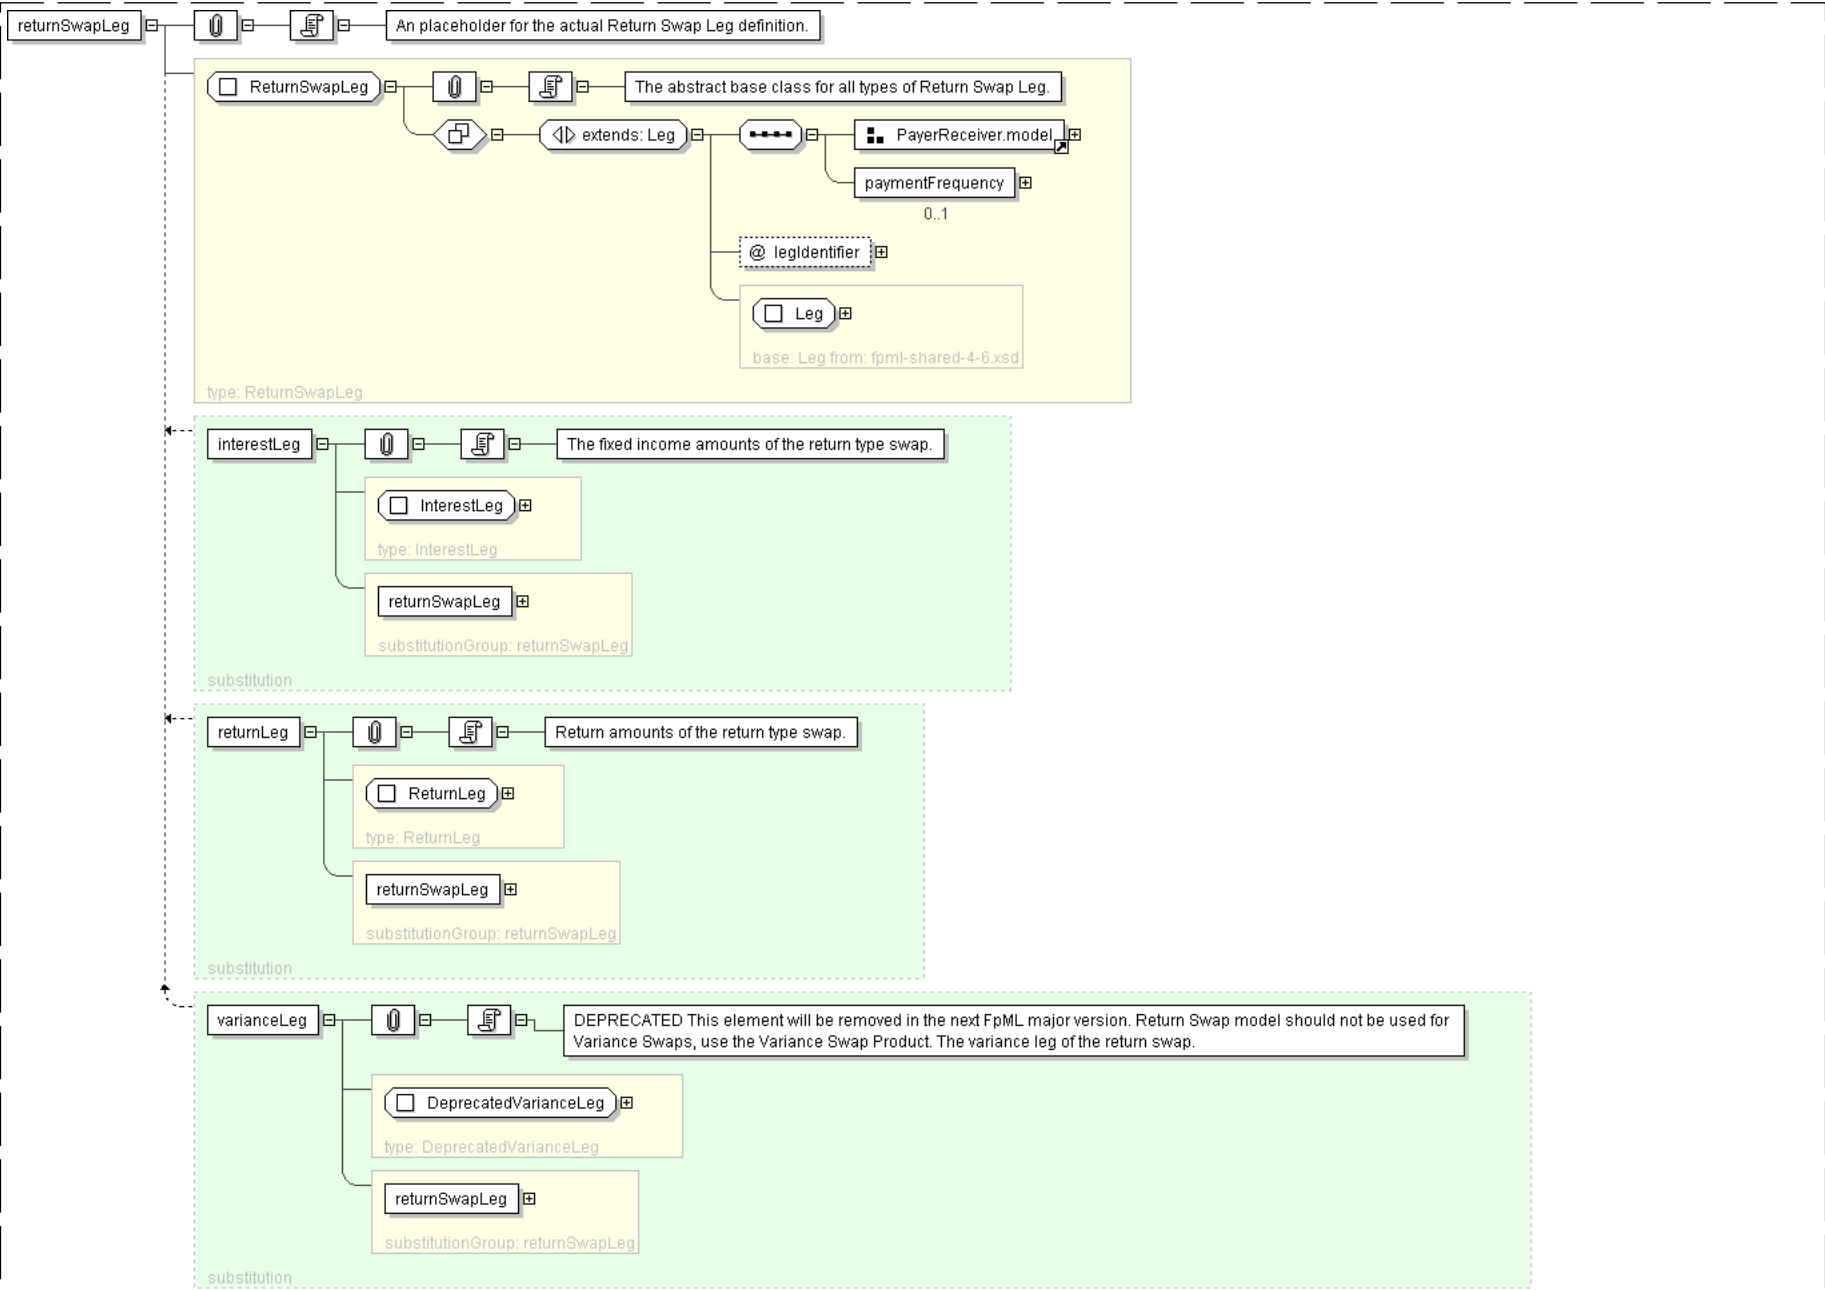 returnSwapLeg
An placeholder for the actual Return Swap Leg definition.
ReturnSwapLeg
The abstract base class for all types of Return Swap Leg.
extends: Leg
PayerReceiver.model
paymentFrequency
0..1
@ legIdentifier
Leg
base: Leg from: fpml-shared-4-6.xsd
type: ReturnSwapLeg
interestLeg
The fixed income amounts of the return type swap.
InterestLeg
type: InterestLeg
returnSwapLeg
substitutionGroup: returnSwapLeg
substitution
returnLeg
Return amounts of the return type swap.
ReturnLeg
type: ReturnLeg
returnSwapLeg
substitutionGroup: returnSwapLeg
substitution
varianceLeg
DEPRECATED This element will be removed in the next FpML major version. Return Swap model should not be used for
Variance Swaps, use the Variance Swap Product. The variance leg of the return swap.
DeprecatedVarianceLeg
type: DeprecatedVarianceLeg
returnSwapLeg
substitutionGroup: returnSwapLeg
substitution